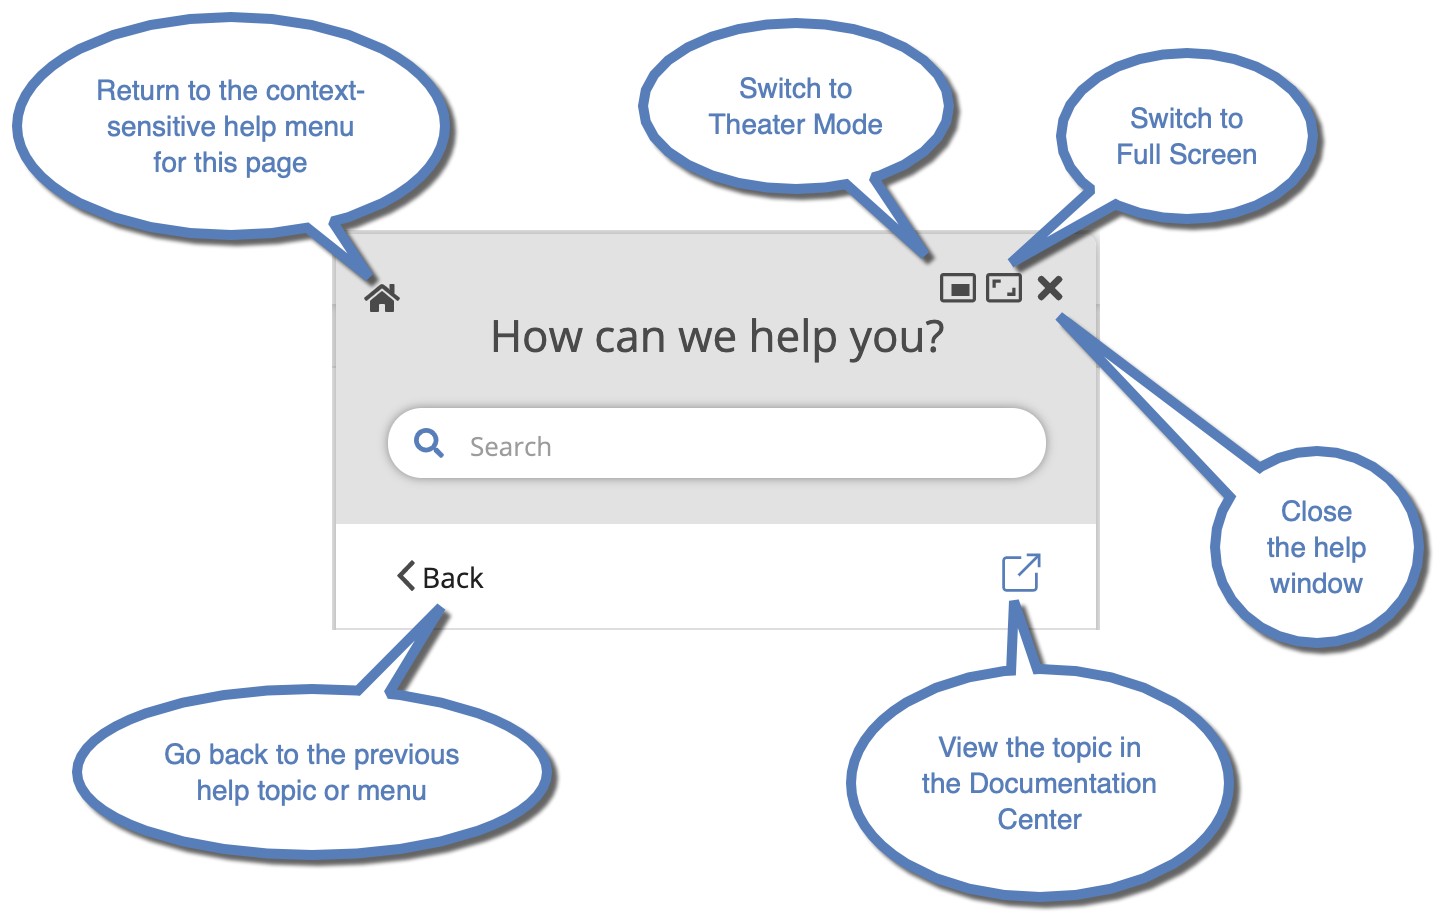 Return to the context-
sensitive help menu
for this page
Switch to
Theater Mode
Switch to
Full Screen
How can we help you?
Search
Close
the help
window
Back
Go back to the previous
help topic or menu
View the topic in
the Documentation
Center